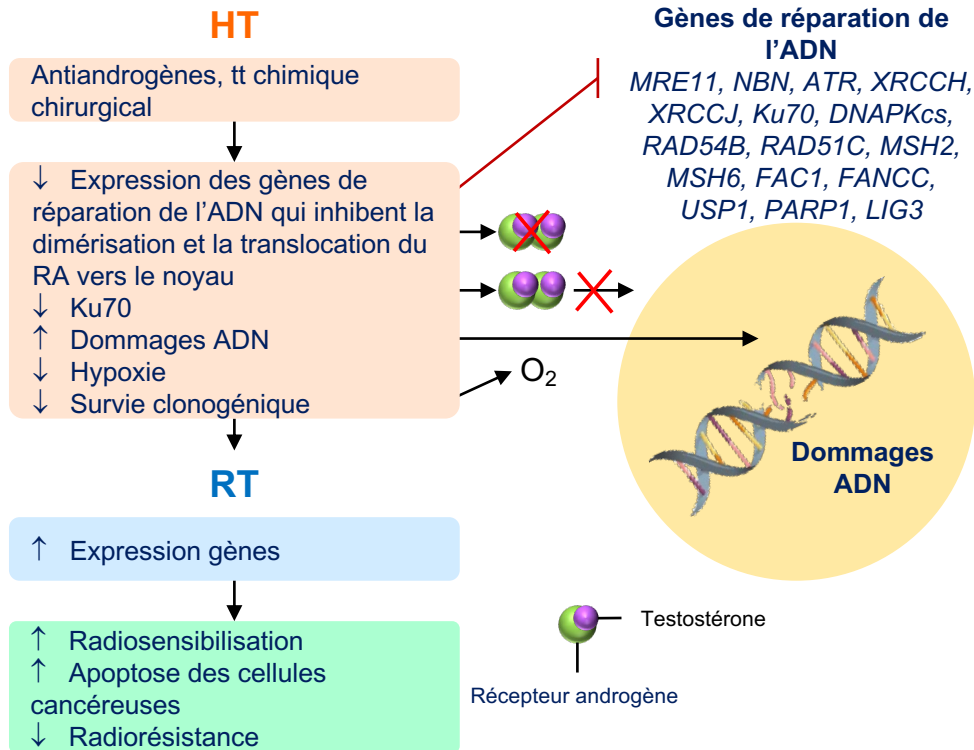 HT
Antiandrogènes, tt chimique
chirurgical
↓ Expression des gènes de
réparation de l’ADN qui inhibent la
dimérisation et la translocation du
RA vers le noyau
↓ Ku70
↑ Dommages ADN
↓ Hypoxie
↓ Survie clonogénique
RT
↑ Expression gènes
↑ Radiosensibilisation
↑ Apoptose des cellules
cancéreuses
↓ Radiorésistance
Gènes de réparation de
l’ADN
MRE11, NBN, ATR, XRCCH,
XRCCJ, Ku70, DNAPKcs,
RAD54B, RAD51C, MSH2,
MSH6, FAC1, FANCC,
USP1, PARP1, LIG3
O₂
Dommages
ADN
Testostérone
Récepteur androgène